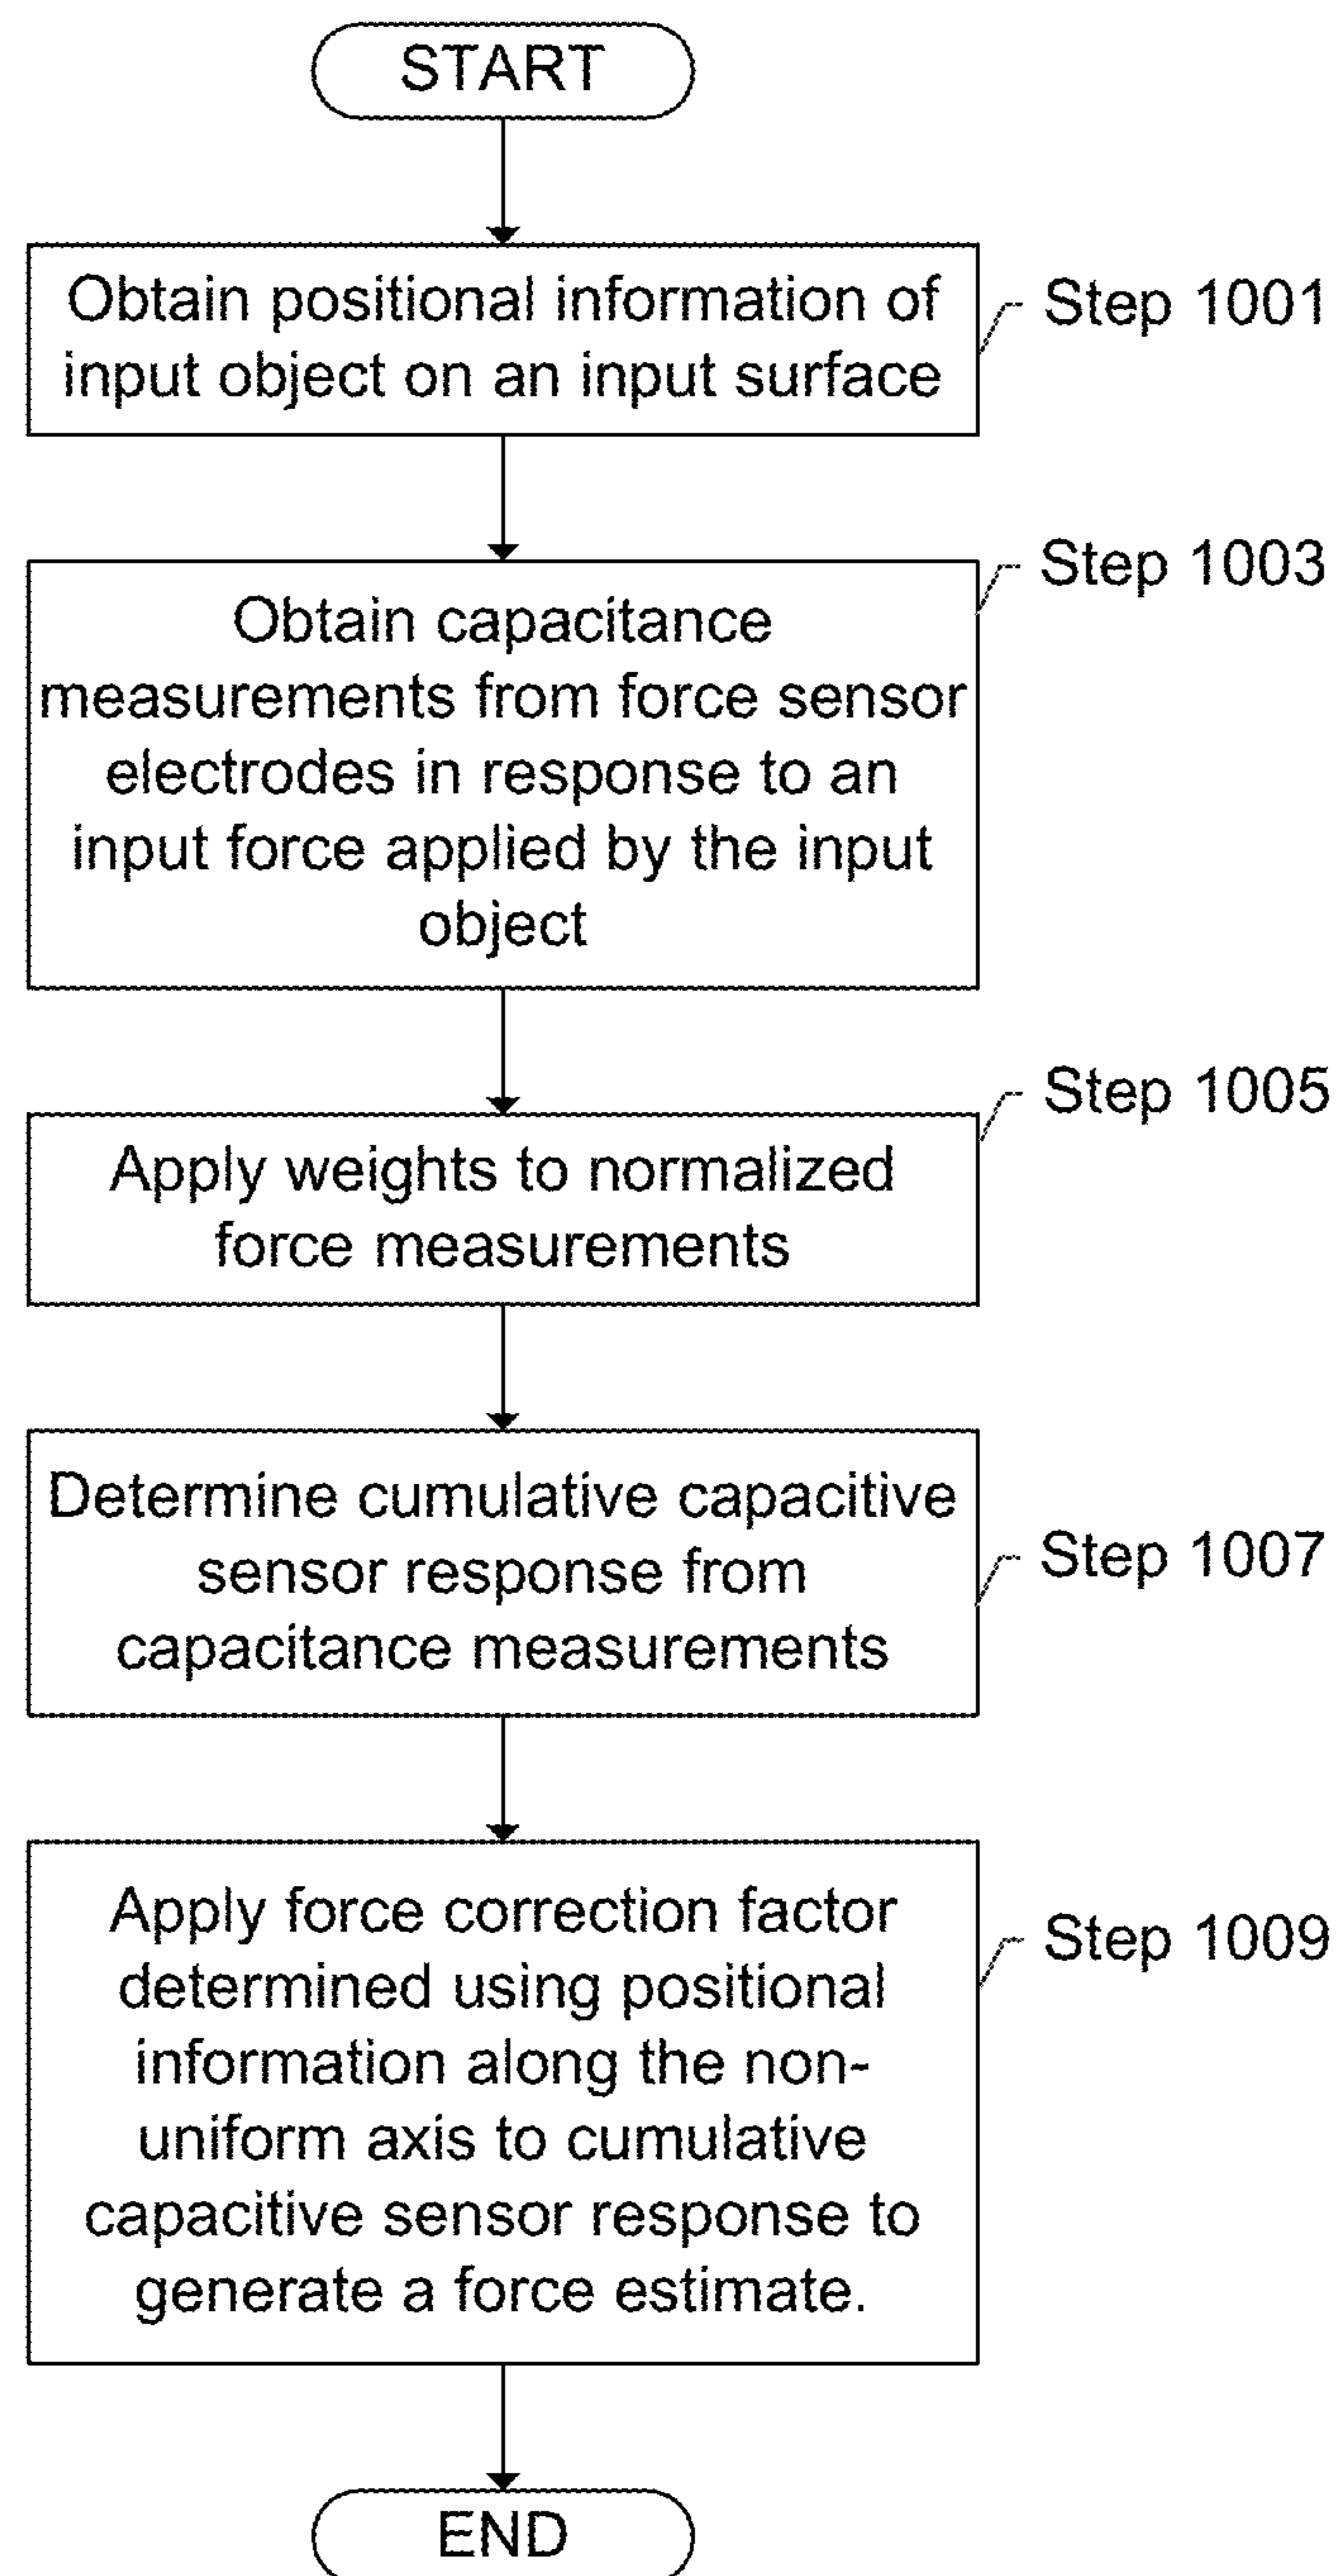 START
Obtain positional information of
input object on an input surface
Step 1001
Obtain capacitance
measurements from force sensor
electrodes in response to an
input force applied by the input
object
Step 1003
Apply weights to normalized
force measurements
Step 1005
Determine cumulative capacitive
sensor response from
capacitance measurements
Step 1007
Apply force correction factor
determined using positional
information along the non-
uniform axis to cumulative
capacitive sensor response to
generate a force estimate.
Step 1009
END